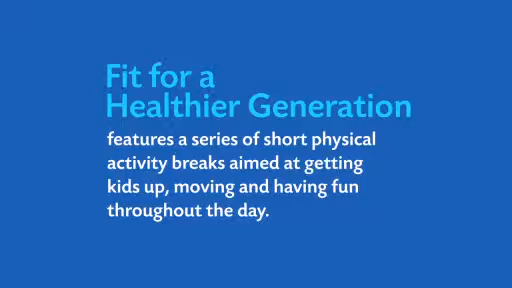 Fit for a
Healthier Generation
features a series of short physical
activity breaks aimed at getting
kids up, moving and having fun
throughout the day.